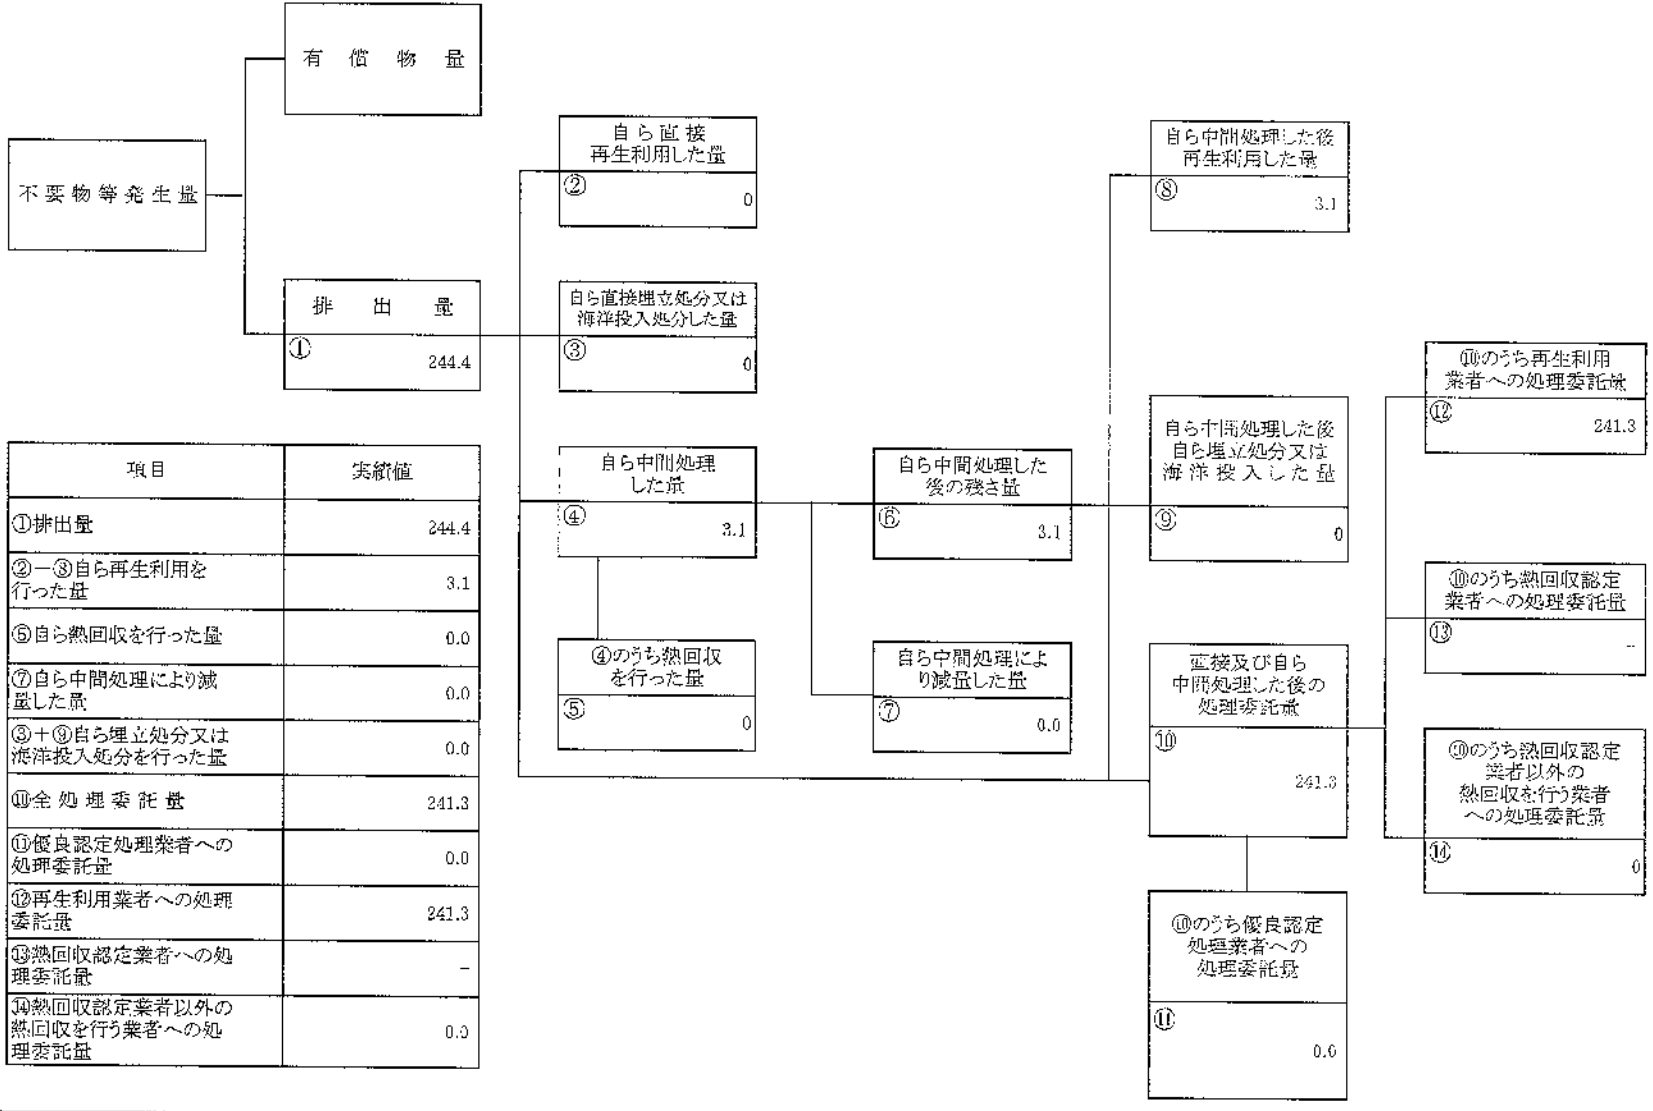 有償物量
不要物等発生量
排出量
①
244.4
自ら直接
再生利用した量
②
0
自ら直接埋立処分又は
海洋投入処分した量
③
0
自ら中間処理
した量
④
3.1
④のうち熱回収
を行った量
⑤
0
自ら中間処理した
後の残さ量
⑥
3.1
自ら中間処理によ
り減量した量
⑦
0.0
自ら中間処理した後
再生利用した量
⑧
3.1
自ら中間処理した後
自ら埋立処分又は
海洋投入した量
⑨
0
直接及び自ら
中間処理した後の
処理委託量
⑩
241.3
⑩のうち優良認定
処理業者への
処理委託量
⑪
0.0
⑩のうち再生利用
業者への処理委託量
⑫
241.3
⑩のうち熱回収認定
業者への処理委託量
⑬
-
⑩のうち熱回収認定
業者以外の
熱回収を行う業者
への処理委託量
⑭
0
項目 実績値
①排出量 244.4
②-⑧自ら再生利用を
行った量 3.1
⑤自ら熱回収を行った量 0.0
⑦自ら中間処理により減
量した量 0.0
③+⑨自ら埋立処分又は
海洋投入処分を行った量 0.0
⑩全処理委託量 241.3
⑪優良認定処理業者への
処理委託量 0.0
⑫再生利用業者への処理
委託量 241.3
⑬熱回収認定業者への処
理委託量 -
⑭熱回収認定業者以外の
熱回収を行う業者への処
理委託量 0.0